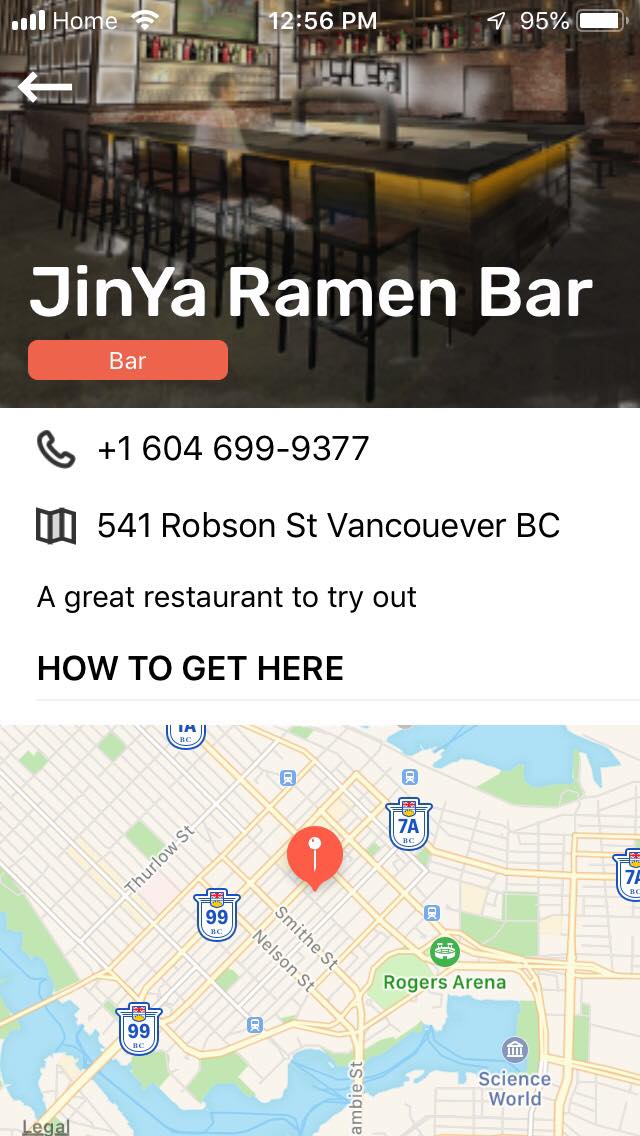 Home 12:56 PM 95%
JinYa Ramen Bar
Bar
+1 604 699-9377
541 Robson St Vancouever BC
A great restaurant to try out
HOW TO GET HERE
1A
BC
7A
BC
7A
Thurlow St
99
BC
Smithe St
Nelson St
Rogers Arena
99
BC
Science
World
ambie St
Legal